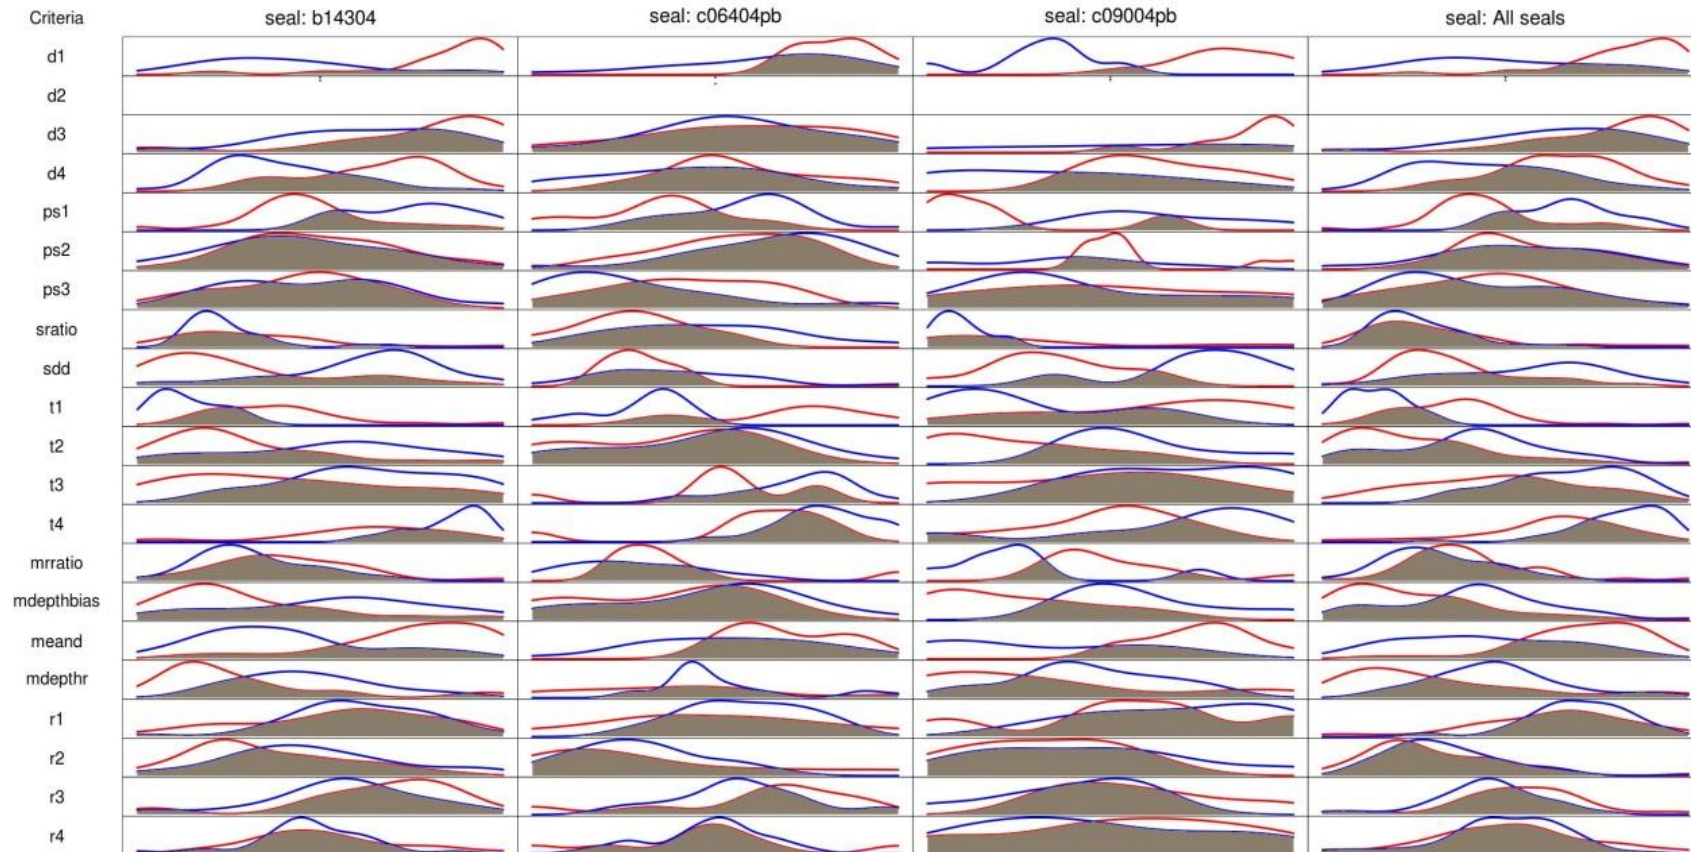 Criteria seal: b14304 seal: c06404pb seal: c09004pb seal: All seals
d1
d2
d3
d4
ps1
ps2
ps3
sratio
sdd
t1
t2
t3
t4
mrratio
mdepthbias
meand
mdepthr
r1
r2
r3
r4